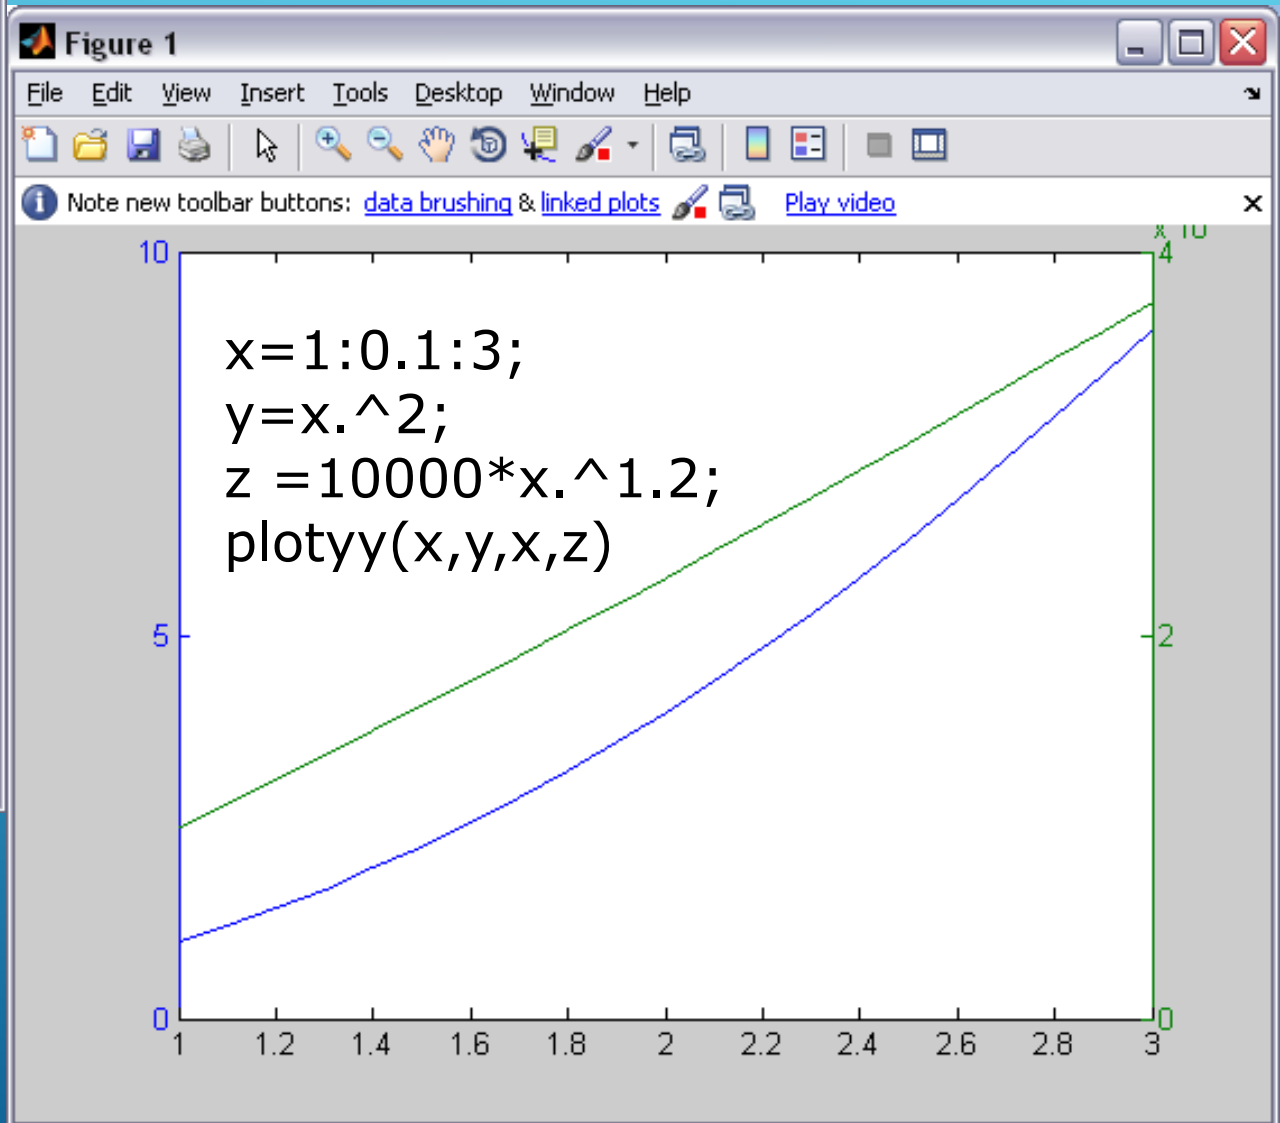 Figure 1
File Edit View Insert Tools Desktop Window Help
Note new toolbar buttons: data brushing & linked plots Play video
x 10
10 4
x=1:0.1:3;
y=x.^2;
z =10000*x.^1.2;
plotyy(x,y,x,z)
5 2
0 0
1 1.2 1.4 1.6 1.8 2 2.2 2.4 2.6 2.8 3